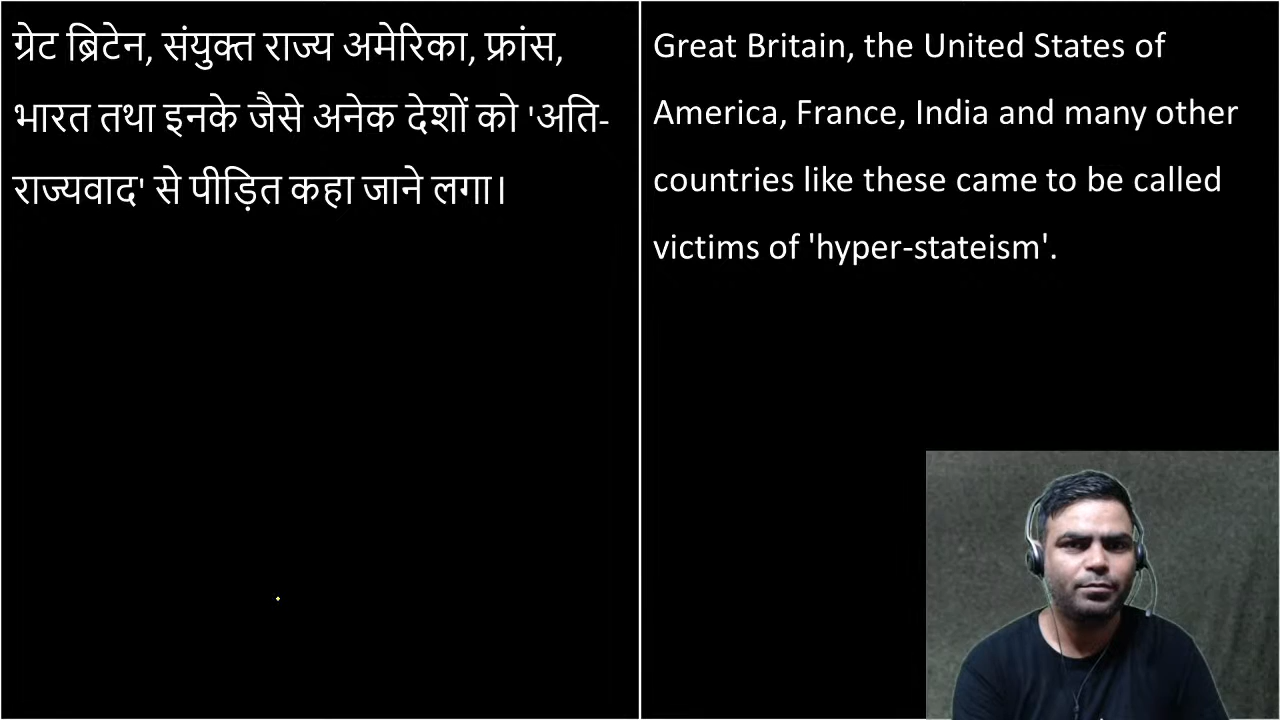 ग्रेट ब्रिटेन, संयुक्त राज्य अमेरिका, फ्रांस,
भारत तथा इनके जैसे अनेक देशों को 'अति-
राज्यवाद' से पीड़ित कहा जाने लगा।
Great Britain, the United States of
America, France, India and many other
countries like these came to be called
victims of 'hyper-stateism'.